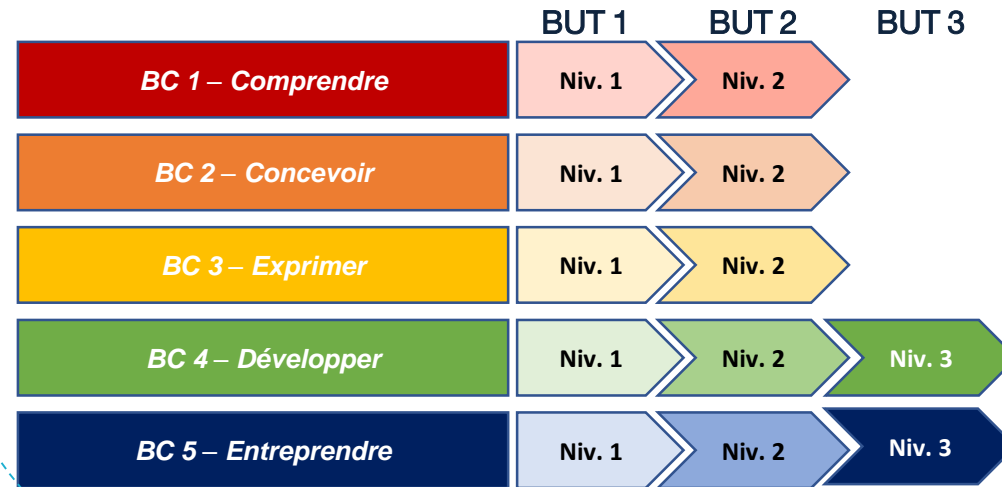 BUT 1 BUT 2 BUT 3
BC 1 – Comprendre Niv. 1 Niv. 2
BC 2 – Concevoir Niv. 1 Niv. 2
BC 3 – Exprimer Niv. 1 Niv. 2
BC 4 – Développer Niv. 1 Niv. 2 Niv. 3
BC 5 – Entreprendre Niv. 1 Niv. 2 Niv. 3